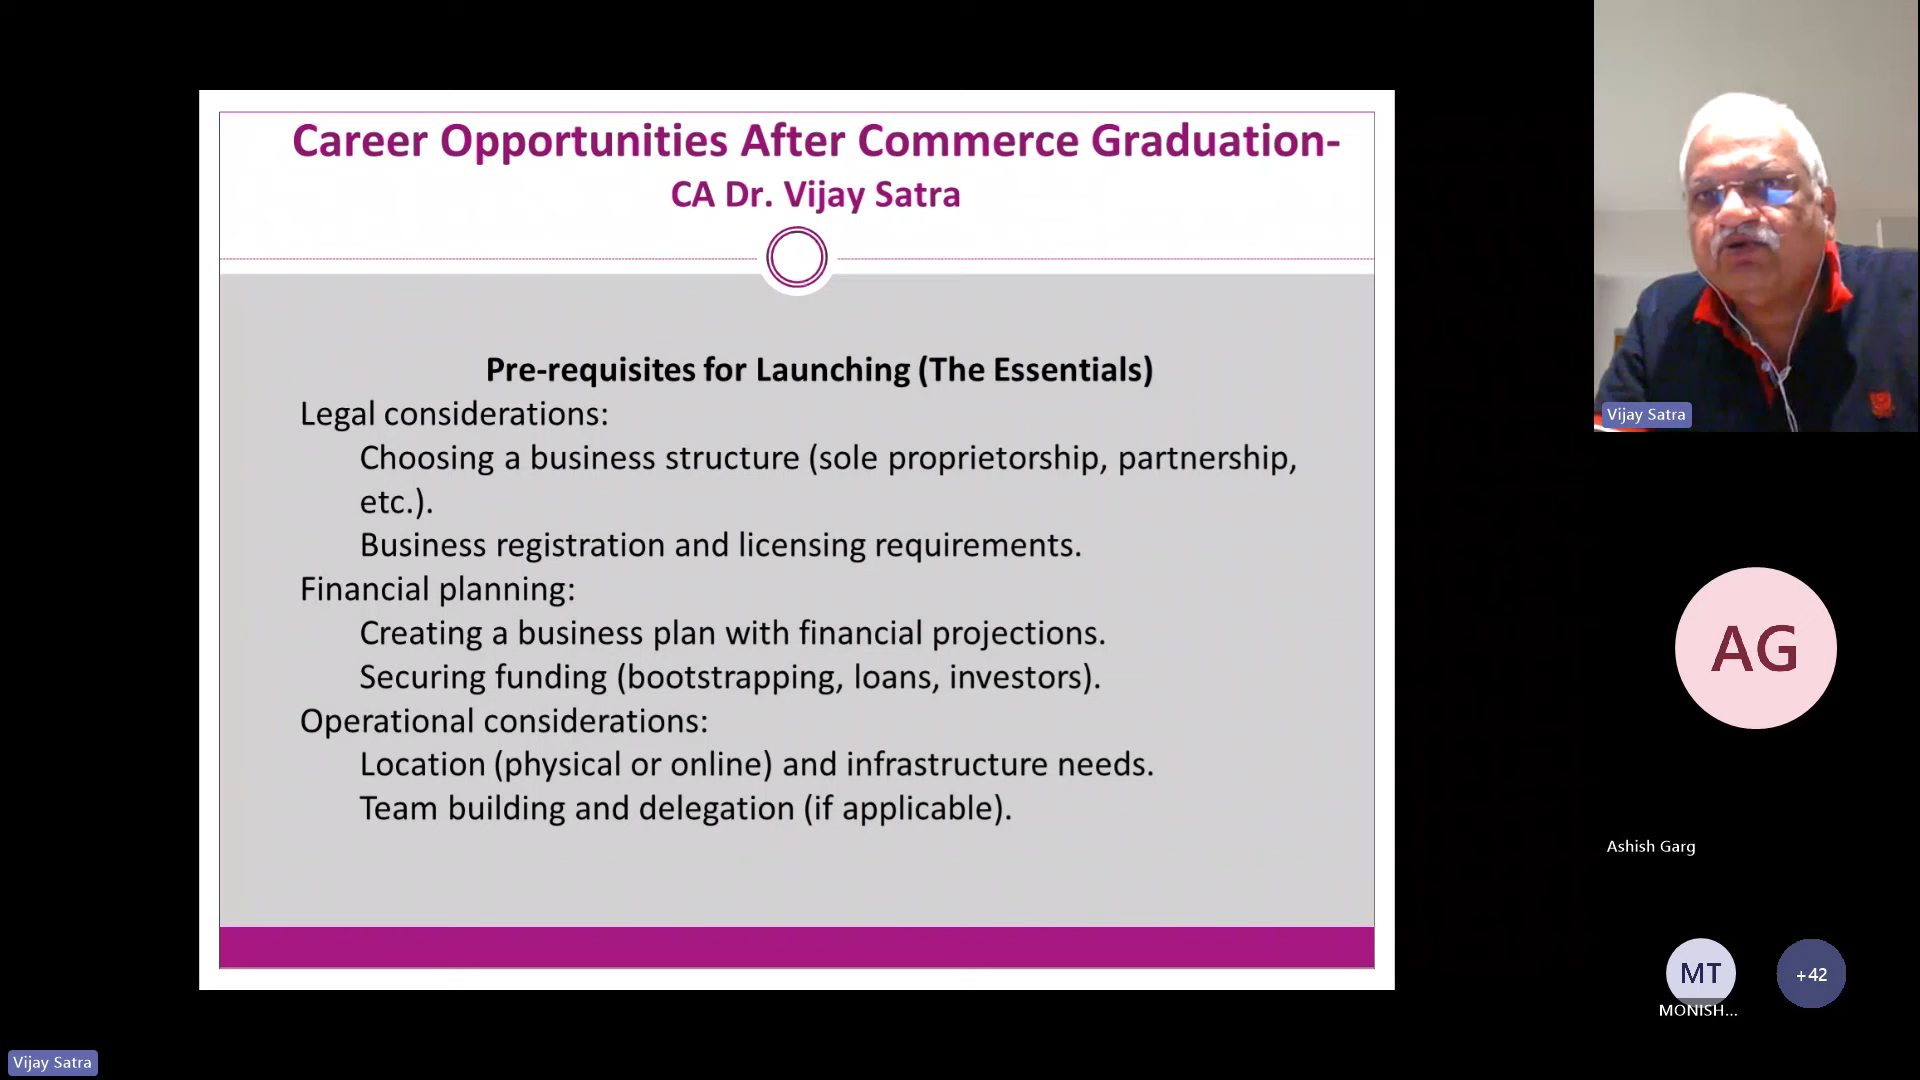 Career Opportunities After Commerce Graduation-
CA Dr. Vijay Satra
Pre-requisites for Launching (The Essentials)
Legal considerations:
Choosing a business structure (sole proprietorship, partnership,
etc.).
Business registration and licensing requirements.
Financial planning:
Creating a business plan with financial projections.
Securing funding (bootstrapping, loans, investors).
Operational considerations:
Location (physical or online) and infrastructure needs.
Team building and delegation (if applicable).
Vijay Satra
AG
Ashish Garg
MT
+42
MONISH...
Vijay Satra